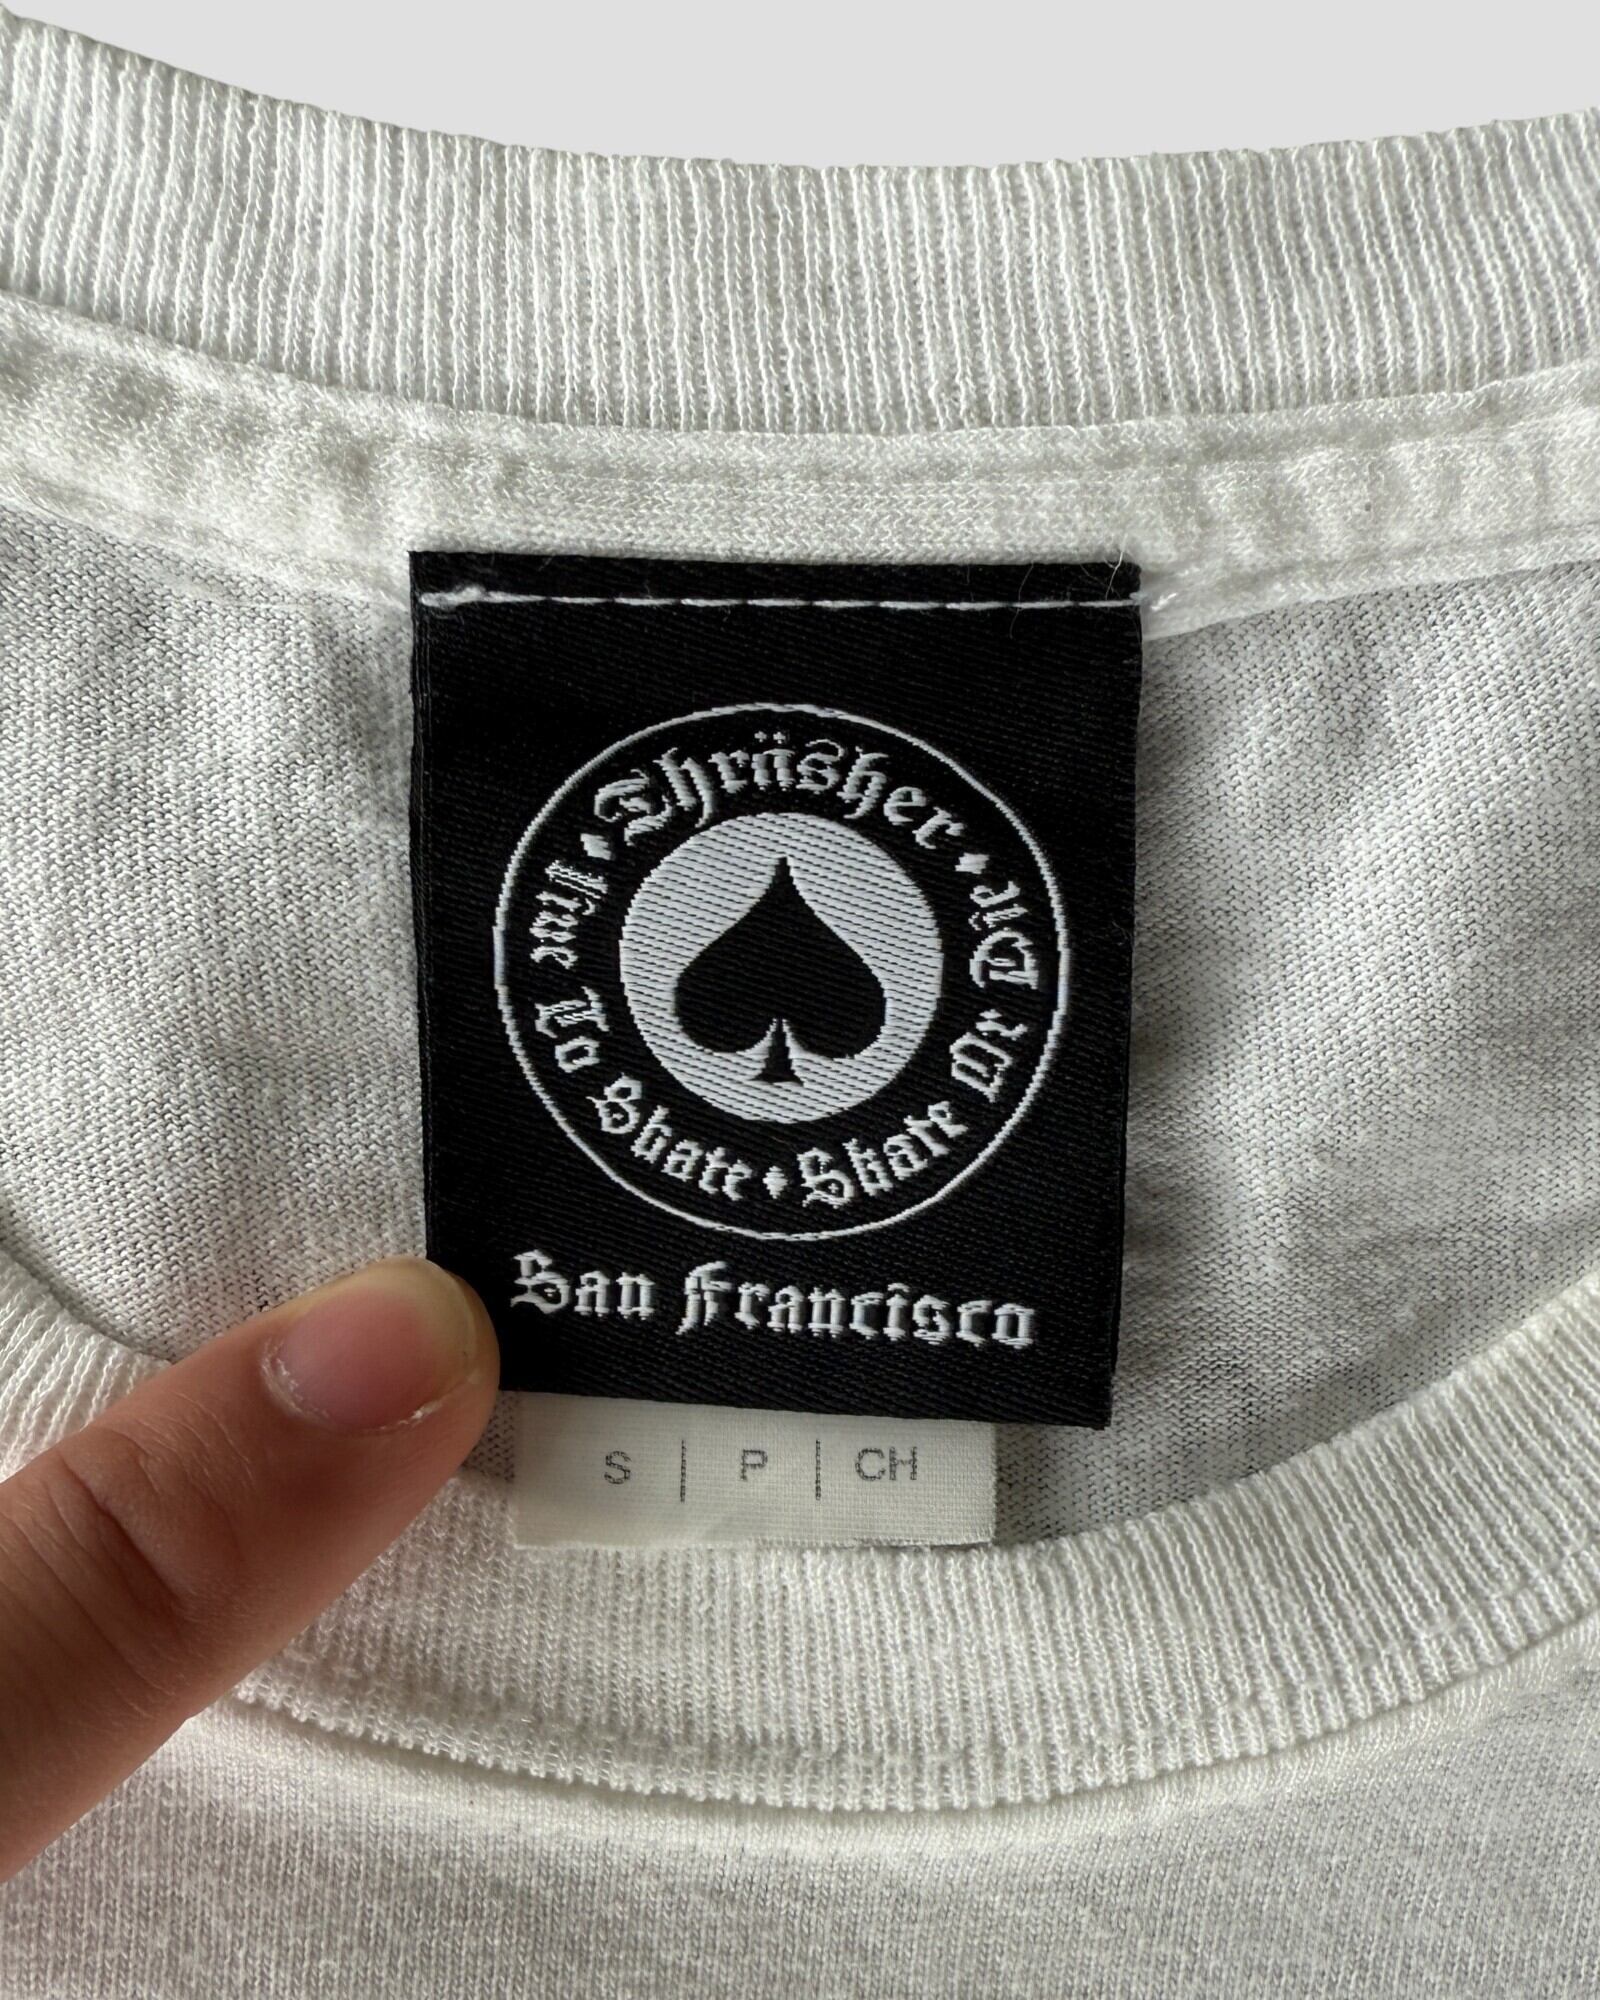 Thräsher • Live To Skate • Skate Or Die
San Francisco
S | P | CH